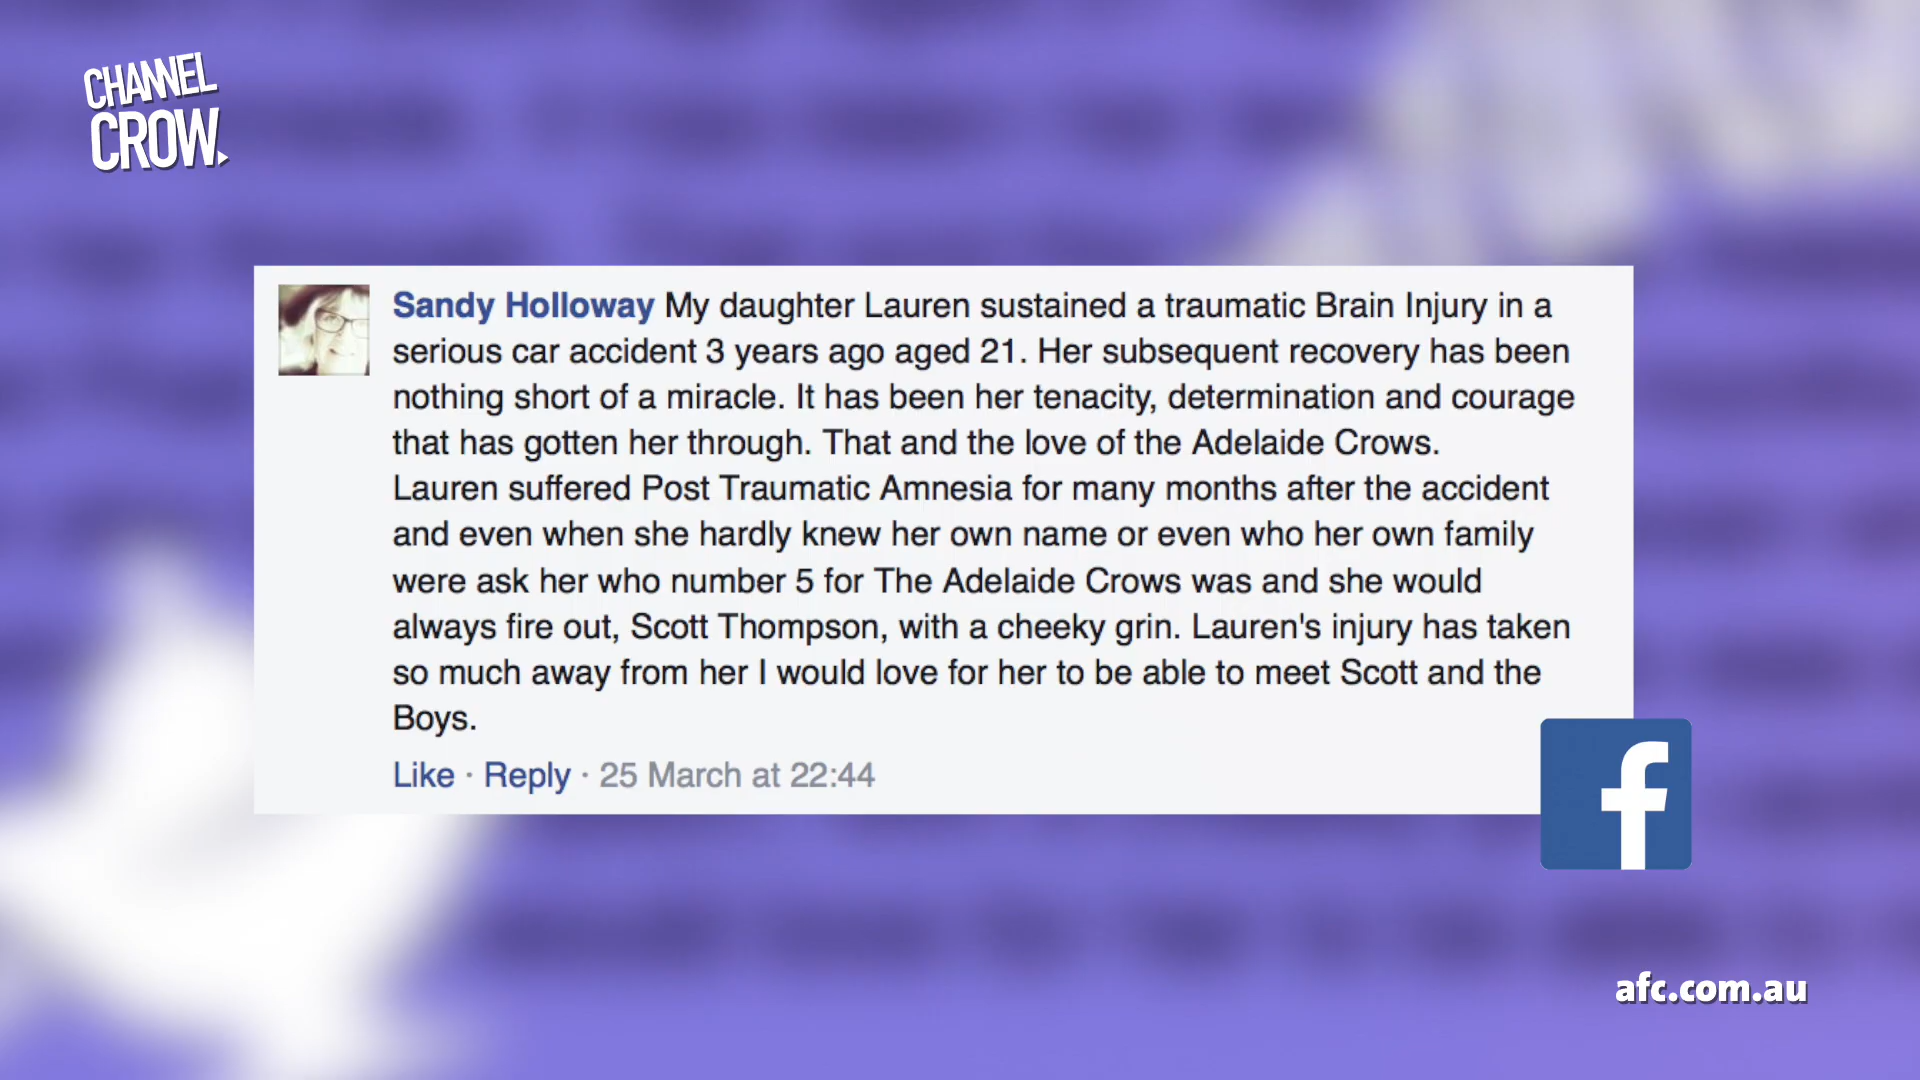 CHANNEL
CROW
Sandy Holloway My daughter Lauren sustained a traumatic Brain Injury in a
serious car accident 3 years ago aged 21. Her subsequent recovery has been
nothing short of a miracle. It has been her tenacity, determination and courage
that has gotten her through. That and the love of the Adelaide Crows.
Lauren suffered Post Traumatic Amnesia for many months after the accident
and even when she hardly knew her own name or even who her own family
were ask her who number 5 for The Adelaide Crows was and she would
always fire out, Scott Thompson, with a cheeky grin. Lauren's injury has taken
so much away from her I would love for her to be able to meet Scott and the
Boys.
Like · Reply · 25 March at 22:44
f
afc.com.au